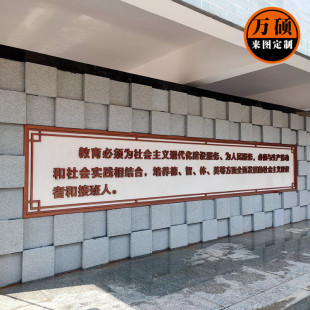 万硕
来图定制
教育必须为社会主义现代化建设服务、为人民服务，必须与生产劳动
和社会实践相结合，培养德、智、体、美等方面全面发展的社会主义建设
者和接班人。